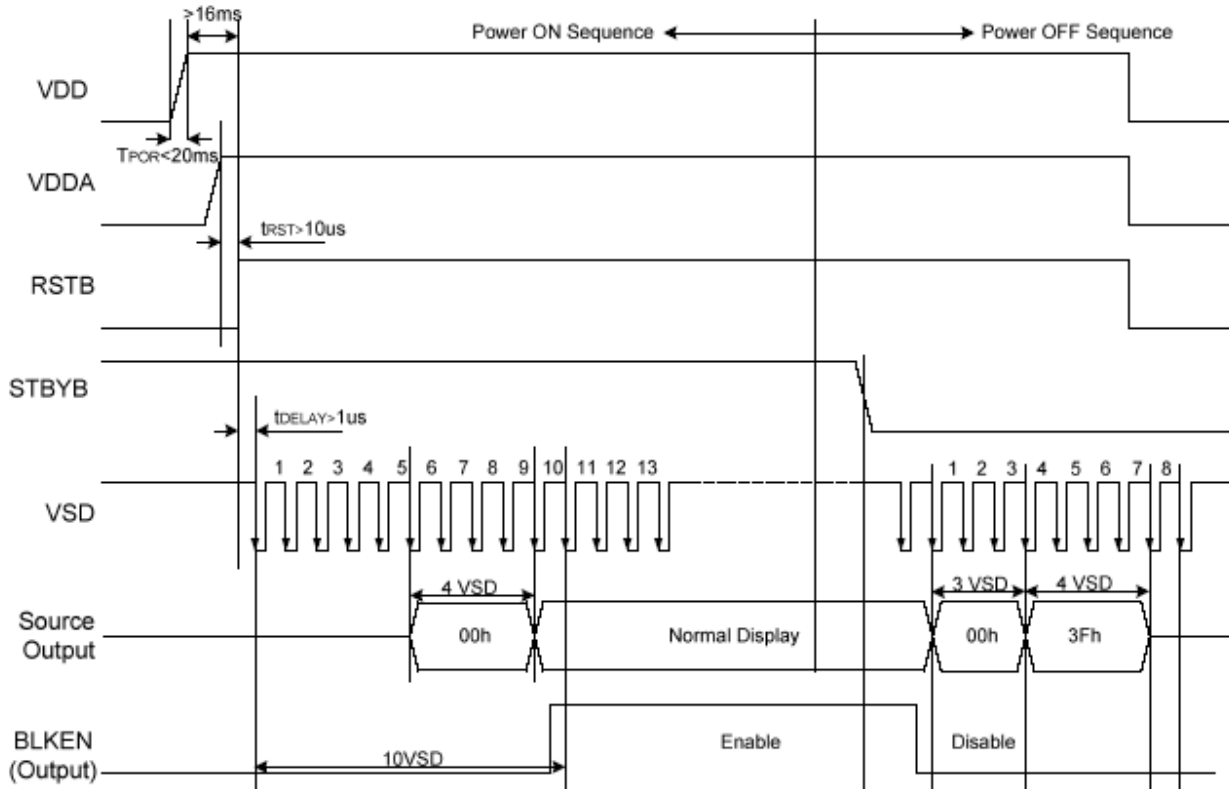 >16ms
Power ON Sequence
Power OFF Sequence
VDD
TPOR<20ms
VDDA
tRST>10us
RSTB
STBYB
tDELAY>1us
1 2 3 4 5 6 7 8 9 10 11 12 13
1 2 3 4 5 6 7 8
VSD
4 VSD
3 VSD
4 VSD
Source
Output
00h
Normal Display
00h
3Fh
BLKEN
(Output)
10VSD
Enable
Disable